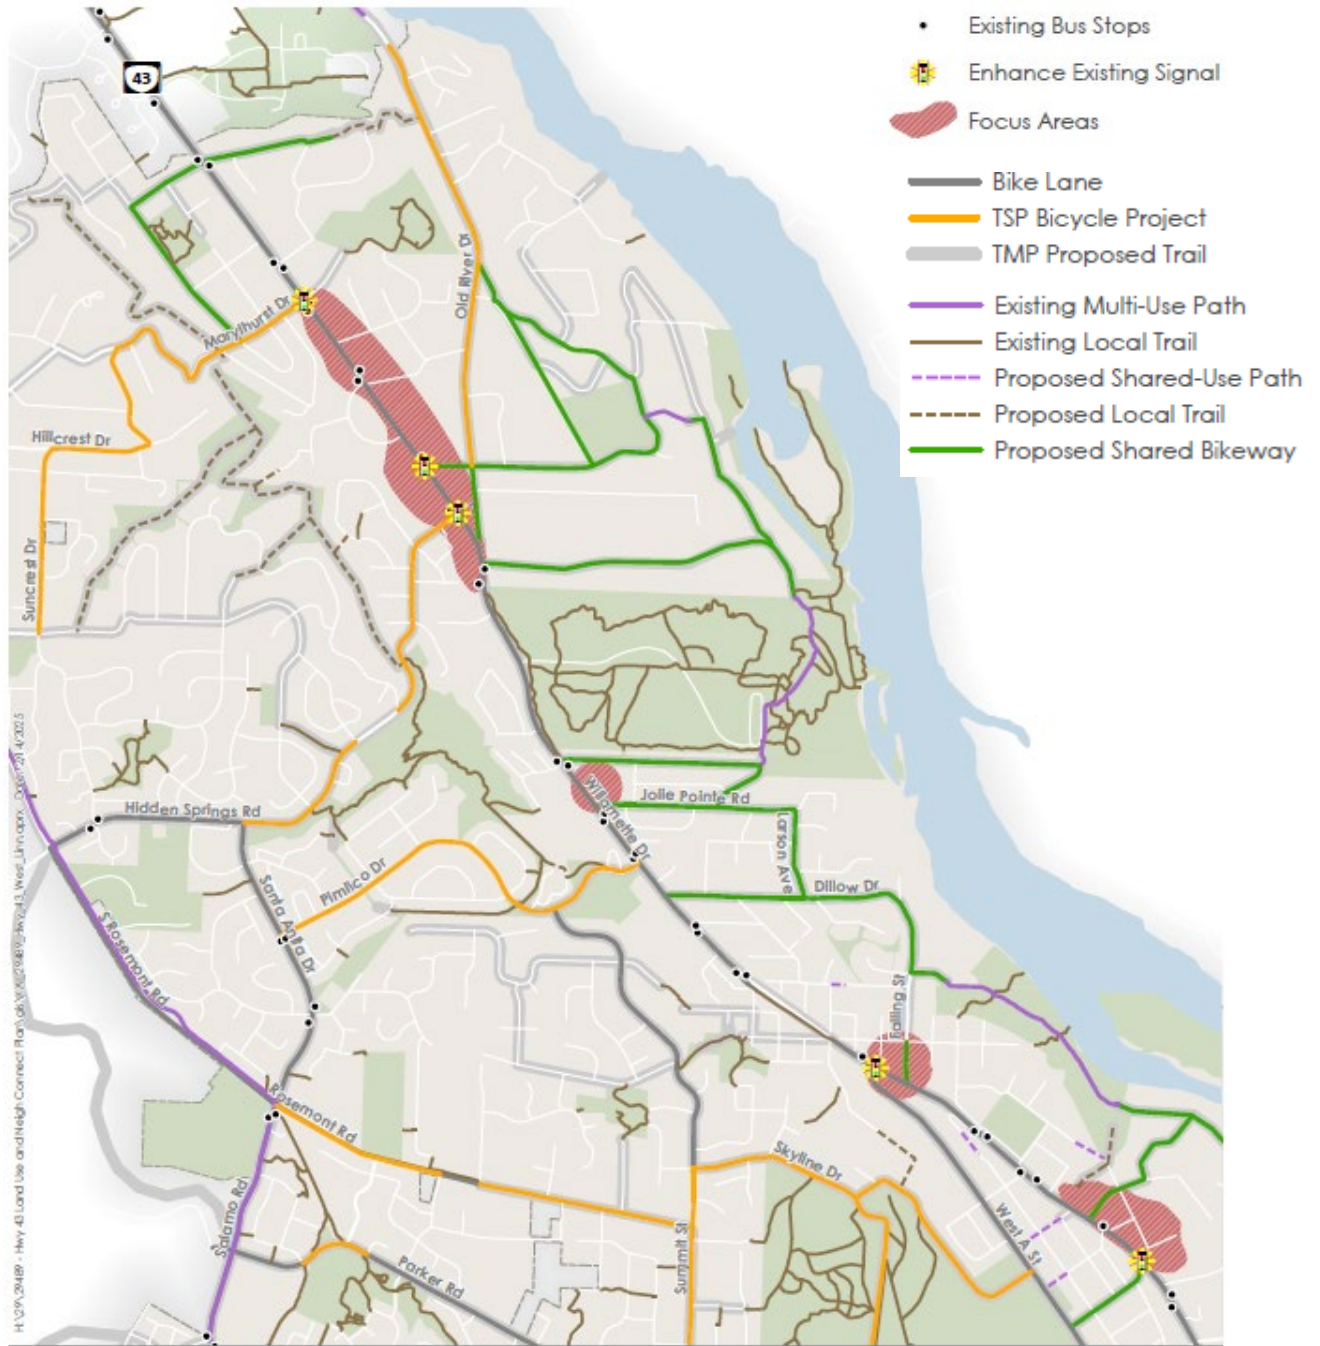 Existing Bus Stops
Enhance Existing Signal
Focus Areas
Bike Lane
TSP Bicycle Project
TMP Proposed Trail
Existing Multi-Use Path
Existing Local Trail
Proposed Shared-Use Path
Proposed Local Trail
Proposed Shared Bikeway
43
Old River Dr
Marylhurst Dr
Hillcrest Dr
Suncrest Dr
Hidden Springs Rd
Willamette Dr
Jolie Pointe Rd
Larson Ave
Dillow Dr
Pimlico Dr
Santa Anita Dr
S Rosemont Rd
Failing St
Rosemont Rd
Skyline Dr
West A St
Salamo Rd
Summit St
Parker Rd